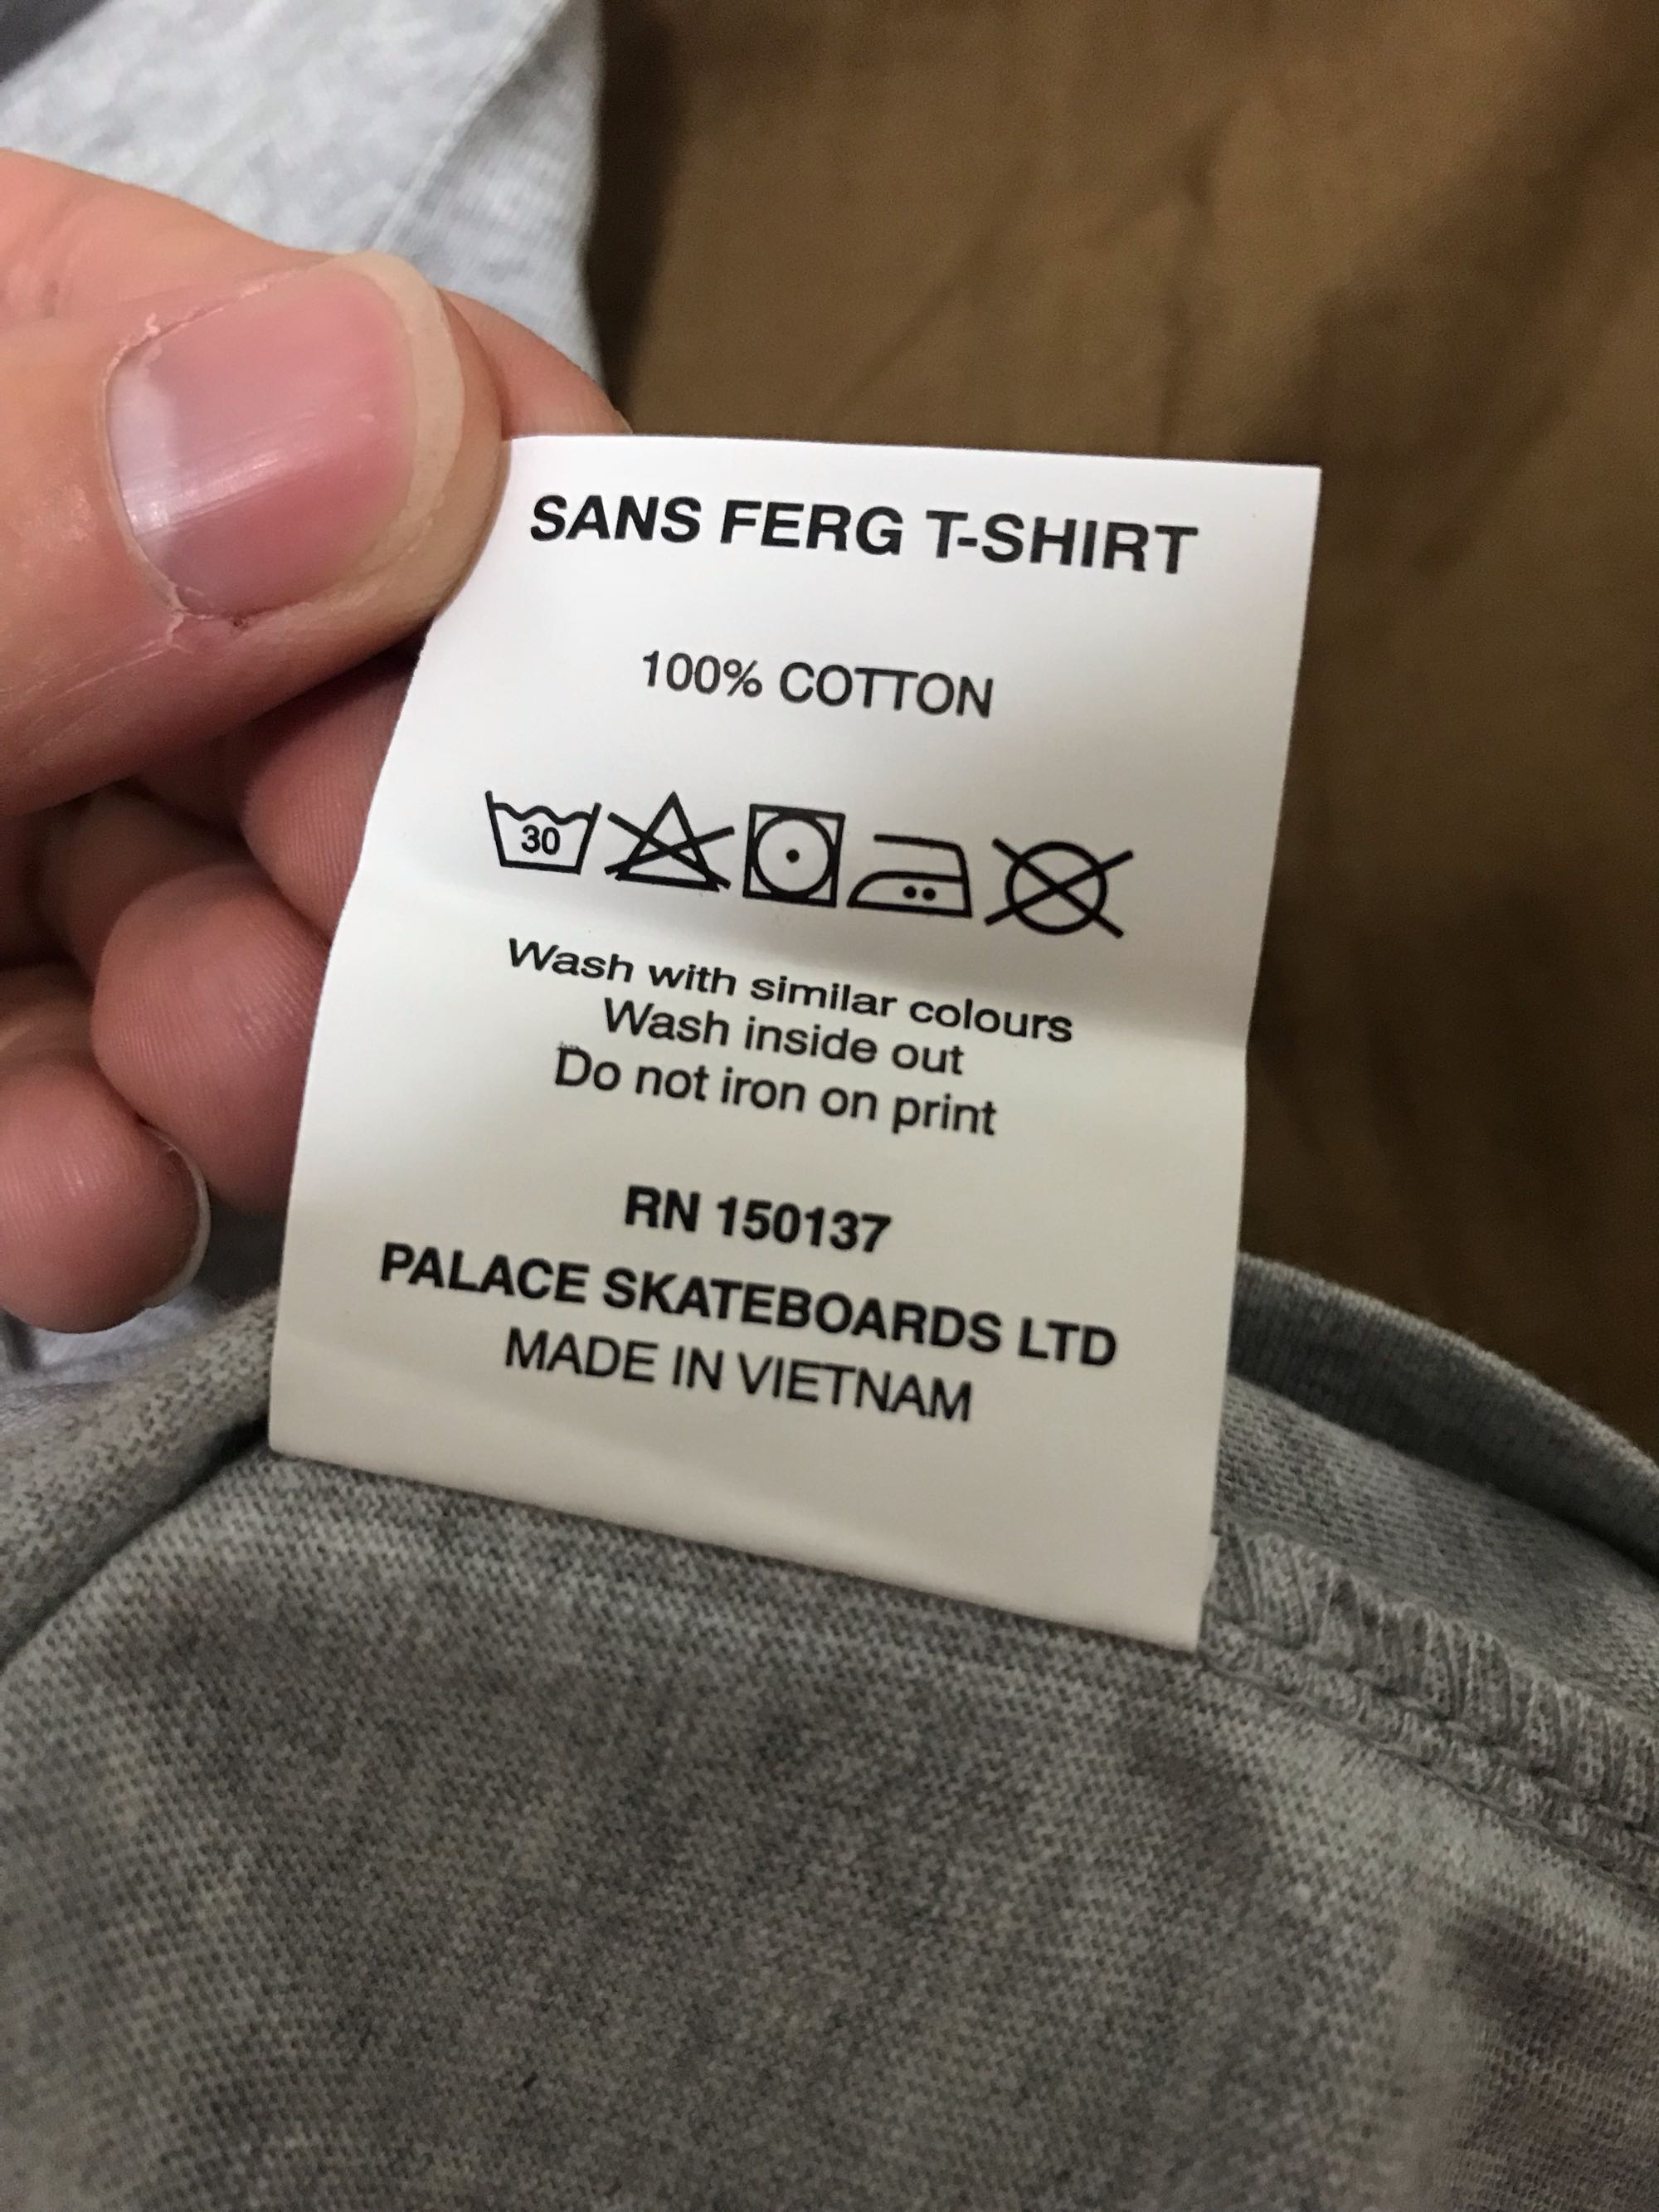 SANS FERG T-SHIRT
100% COTTON
30
Wash with similar colours
Wash inside out
Do not iron on print
RN 150137
PALACE SKATEBOARDS LTD
MADE IN VIETNAM